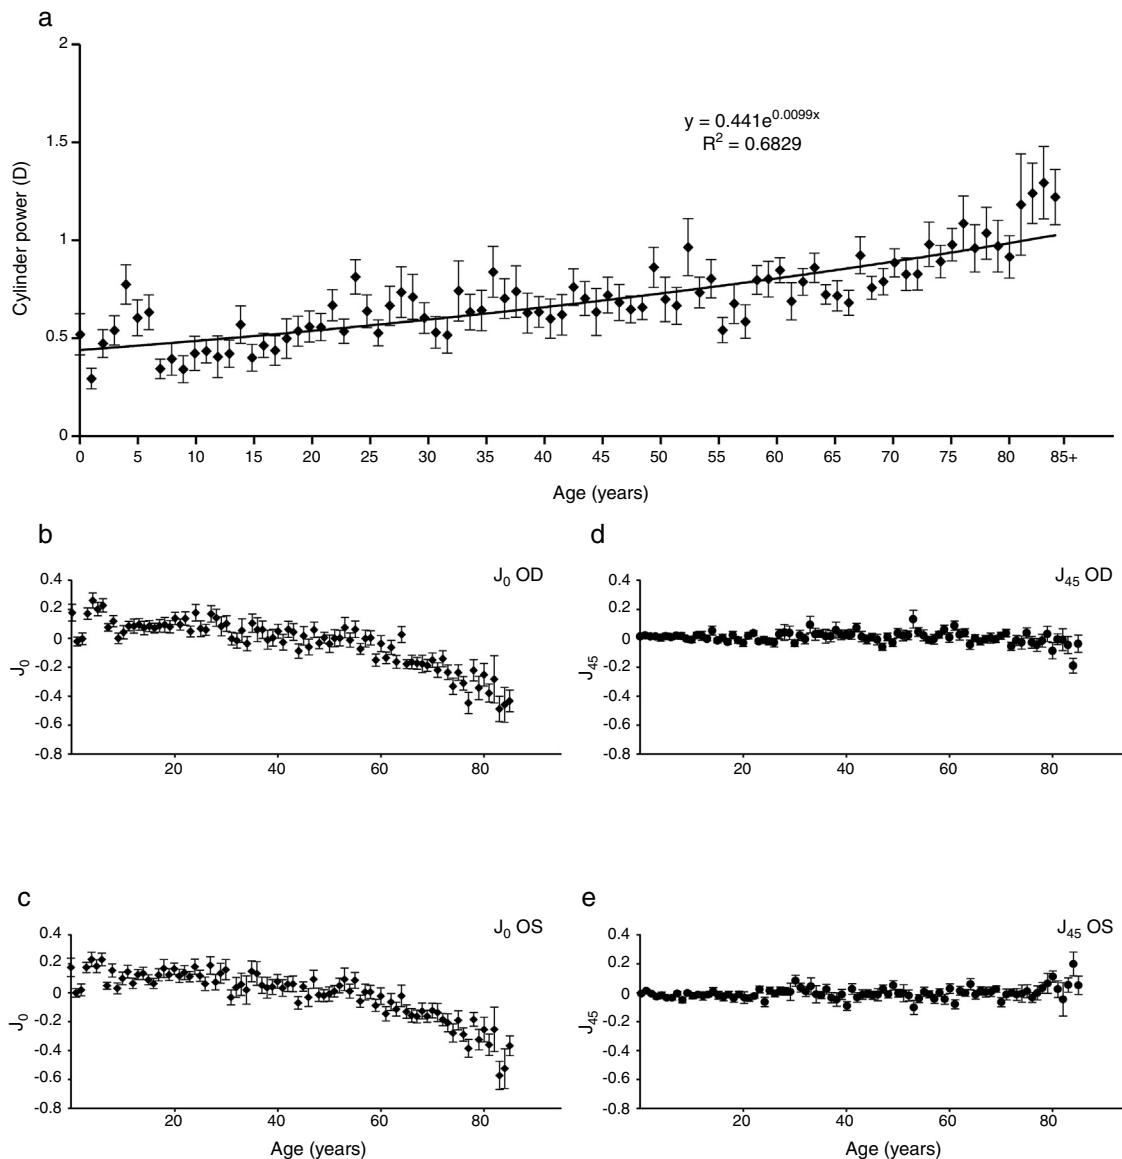 a
2
1.5
1
0.5
0
Cylinder power (D)
y = 0.441e^0.0099x
R² = 0.6829
0 5 10 15 20 25 30 35 40 45 50 55 60 65 70 75 80 85+
Age (years)
b
J₀ OD
0.4
0.2
0
-0.2
-0.4
-0.6
-0.8
J₀
20 40 60 80
d
J₄₅ OD
0.4
0.2
0
-0.2
-0.4
-0.6
-0.8
J₄₅
20 40 60 80
c
J₀ OS
0.4
0.2
0
-0.2
-0.4
-0.6
-0.8
J₀
20 40 60 80
Age (years)
e
J₄₅ OS
0.4
0.2
0
-0.2
-0.4
-0.6
-0.8
J₄₅
20 40 60 80
Age (years)